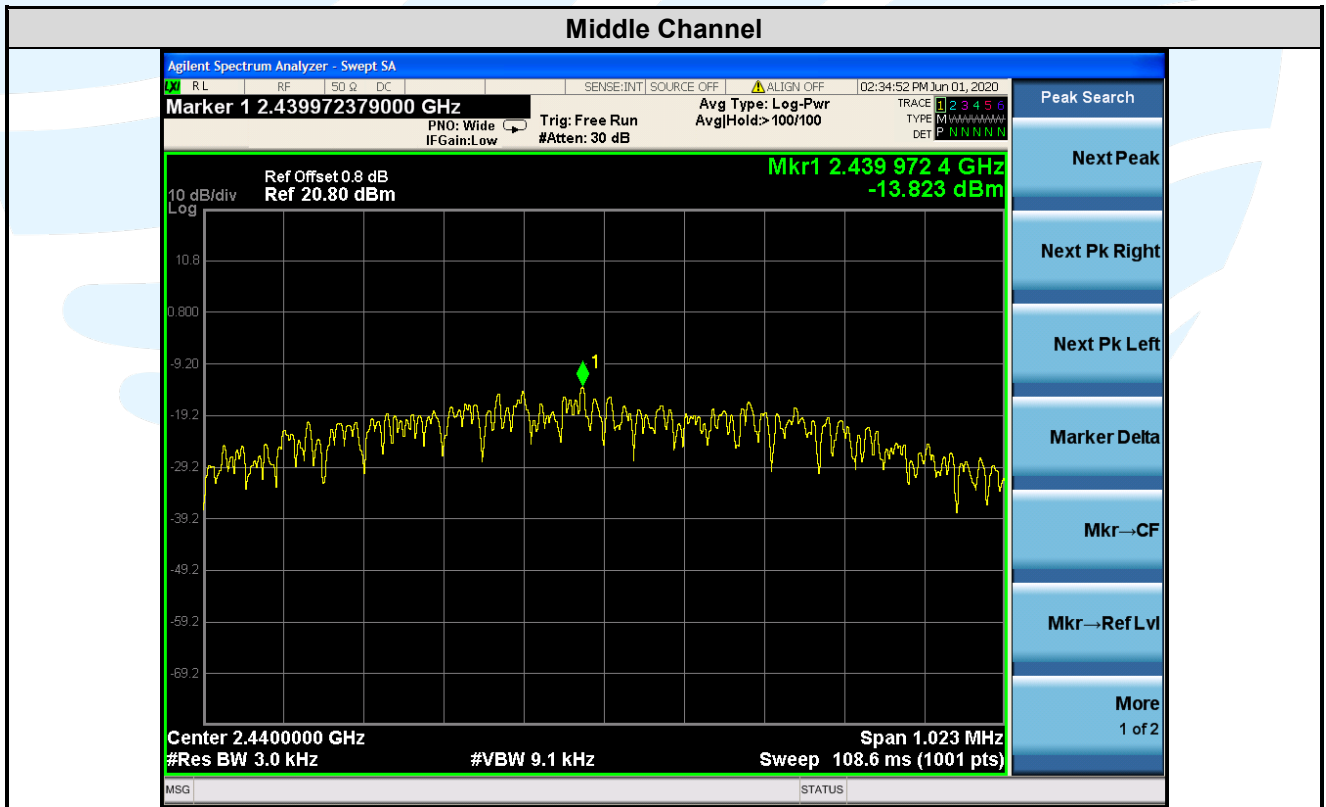 Middle Channel
Agilent Spectrum Analyzer - Swept SA
LXI RL RF 50 Ω DC SENSE:INT SOURCE OFF ALIGN OFF 02:34:52 PM Jun 01, 2020
Marker 1 2.439972379000 GHz
PNO: Wide
IFGain:Low
Trig: Free Run
#Atten: 30 dB
Avg Type: Log-Pwr
Avg|Hold:>100/100
TRACE 1 2 3 4 5 6
TYPE M
DET P N N N N N
Peak Search
Mkr1 2.439 972 4 GHz
-13.823 dBm
Ref Offset 0.8 dB
10 dB/div Ref 20.80 dBm
Log
10.8
0.800
-9.20
-19.2
-29.2
-39.2
-49.2
-59.2
-69.2
1
Center 2.4400000 GHz Span 1.023 MHz
#Res BW 3.0 kHz #VBW 9.1 kHz Sweep 108.6 ms (1001 pts)
Next Peak
Next Pk Right
Next Pk Left
Marker Delta
Mkr→CF
Mkr→Ref Lvl
More
1 of 2
MSG STATUS